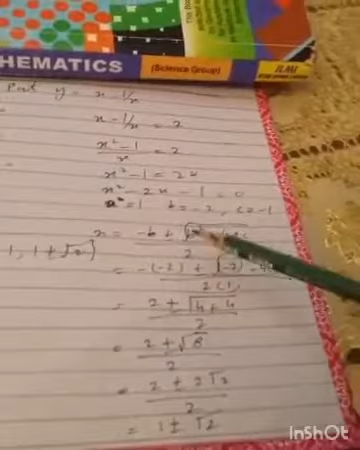 THEMATICS (Science Group) ILMI
Put y = x - 1/x
x - 1/x = 2
x² - 1 / x = 2
x² - 1 = 2x
x² - 2x - 1 = 0
a = 1 b = -2, c = -1
x = -b ±
1, 1 ± √2}
= -(-2) ± √(-2)
2(1)
= 2 ± √4 + 4 / 2
= 2 ± √8 / 2
= 2 ± 2√2 / 2
= 1 ± √2
InShOt